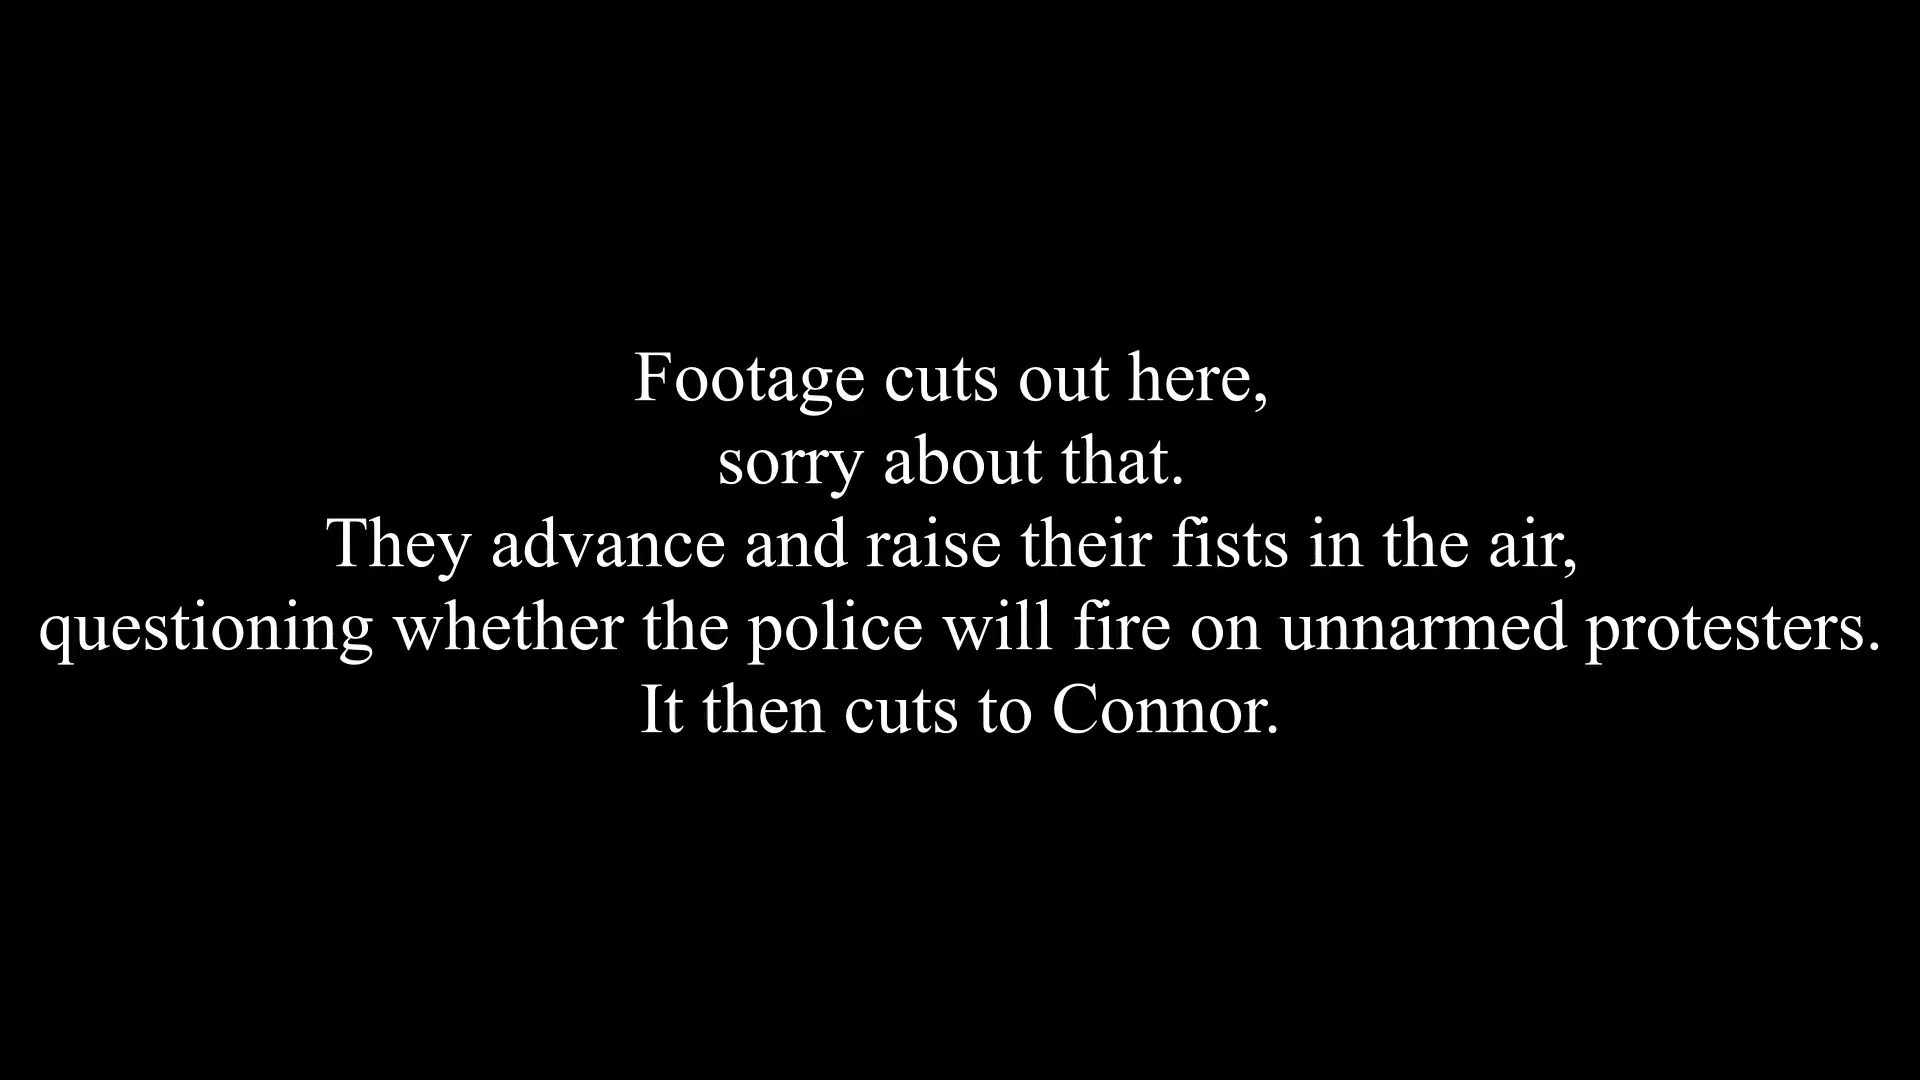 Footage cuts out here,
sorry about that.
They advance and raise their fists in the air,
questioning whether the police will fire on unnarmed protesters.
It then cuts to Connor.